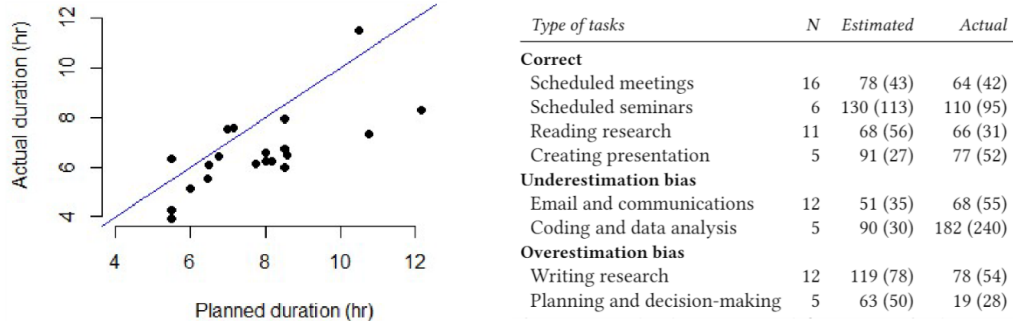 Actual duration (hr)
12
10
8
6
4
4 6 8 10 12
Planned duration (hr)
Type of tasks N Estimated Actual
Correct
Scheduled meetings 16 78 (43) 64 (42)
Scheduled seminars 6 130 (113) 110 (95)
Reading research 11 68 (56) 66 (31)
Creating presentation 5 91 (27) 77 (52)
Underestimation bias
Email and communications 12 51 (35) 68 (55)
Coding and data analysis 5 90 (30) 182 (240)
Overestimation bias
Writing research 12 119 (78) 78 (54)
Planning and decision-making 5 63 (50) 19 (28)